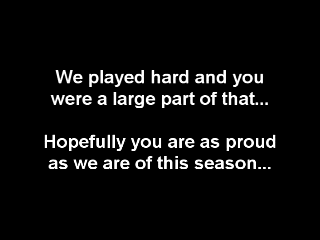 We played hard and you
were a large part of that...
Hopefully you are as proud
as we are of this season...